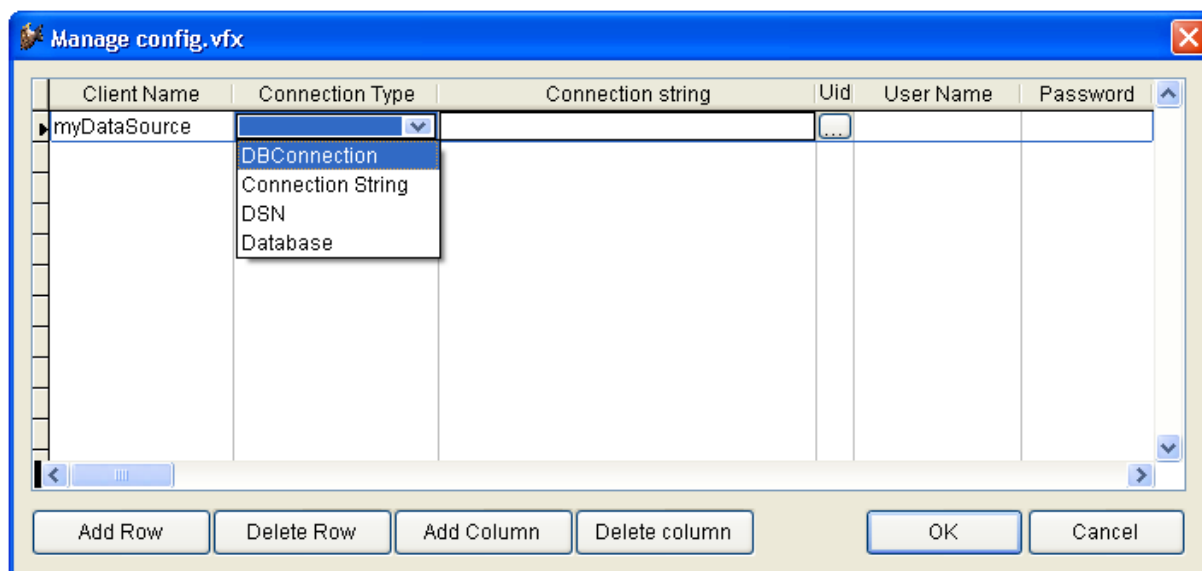 Manage config.vfx
Client Name Connection Type Connection string Uid User Name Password
myDataSource ...
DBConnection
Connection String
DSN
Database
Add Row Delete Row Add Column Delete column OK Cancel